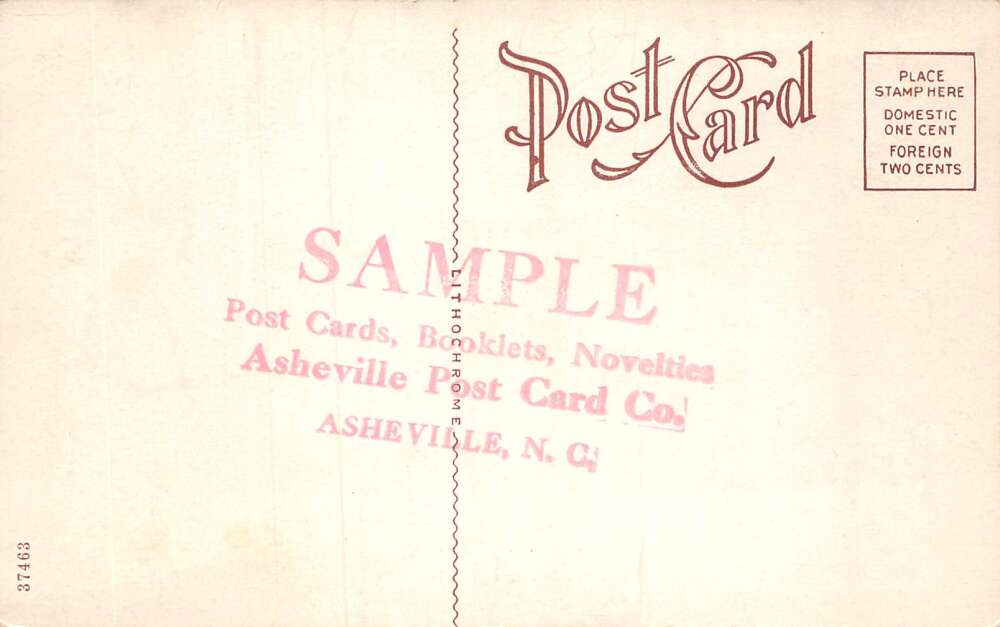 Post Card
PLACE
STAMP HERE
DOMESTIC
ONE CENT
FOREIGN
TWO CENTS
SAMPLE
Post Cards, Booklets, Novelties
Asheville Post Card Co.
ASHEVILLE, N. C.
LITHOCHROME
37463